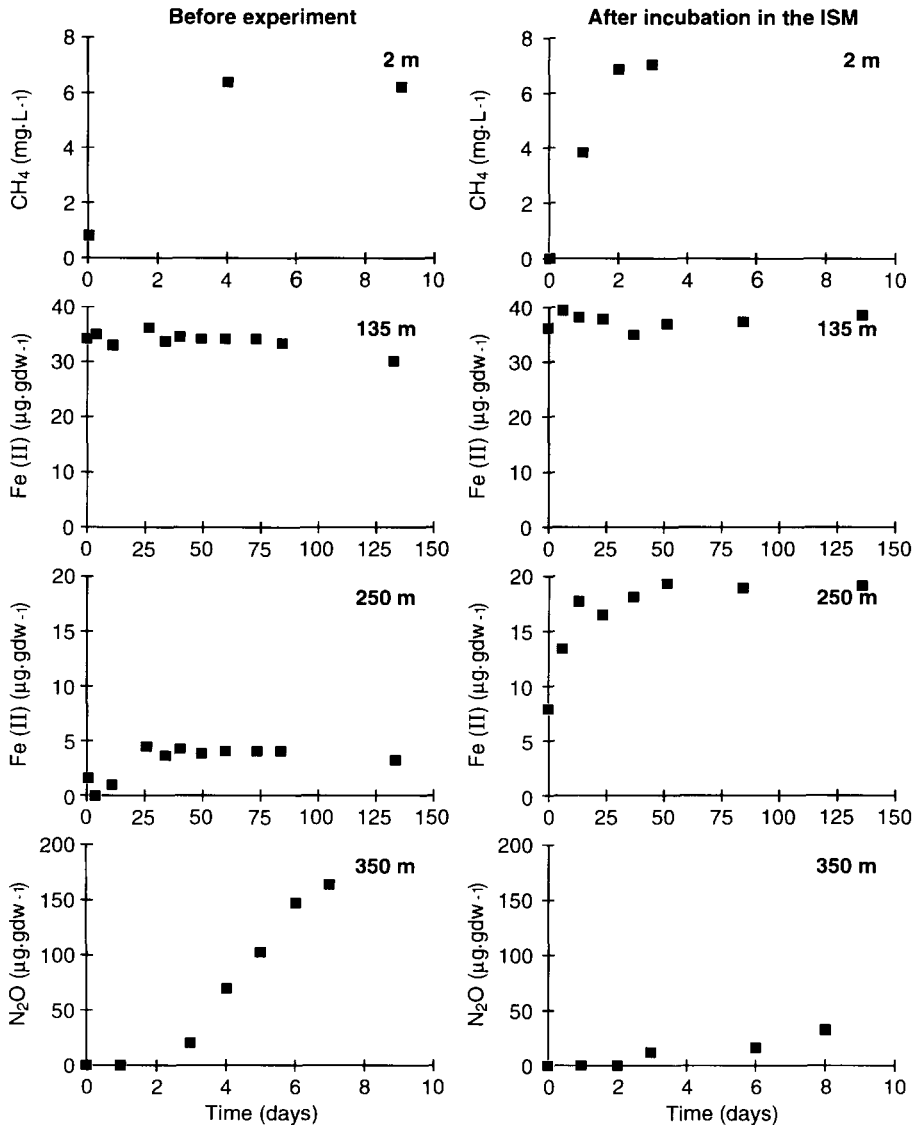 Before experiment
After incubation in the ISM
8
6
4
2
0
CH₄ (mg·L⁻¹)
2 m
0 2 4 6 8 10
8
6
4
2
0
CH₄ (mg·L⁻¹)
2 m
0 2 4 6 8 10
40
30
20
10
0
Fe (II) (µg·gdw⁻¹)
135 m
0 25 50 75 100 125 150
40
30
20
10
0
Fe (II) (µg·gdw⁻¹)
135 m
0 25 50 75 100 125 150
20
15
10
5
0
Fe (II) (µg·gdw⁻¹)
250 m
0 25 50 75 100 125 150
20
15
10
5
0
Fe (II) (µg·gdw⁻¹)
250 m
0 25 50 75 100 125 150
200
150
100
50
0
N₂O (µg·gdw⁻¹)
350 m
0 2 4 6 8 10
Time (days)
200
150
100
50
0
N₂O (µg·gdw⁻¹)
350 m
0 2 4 6 8 10
Time (days)